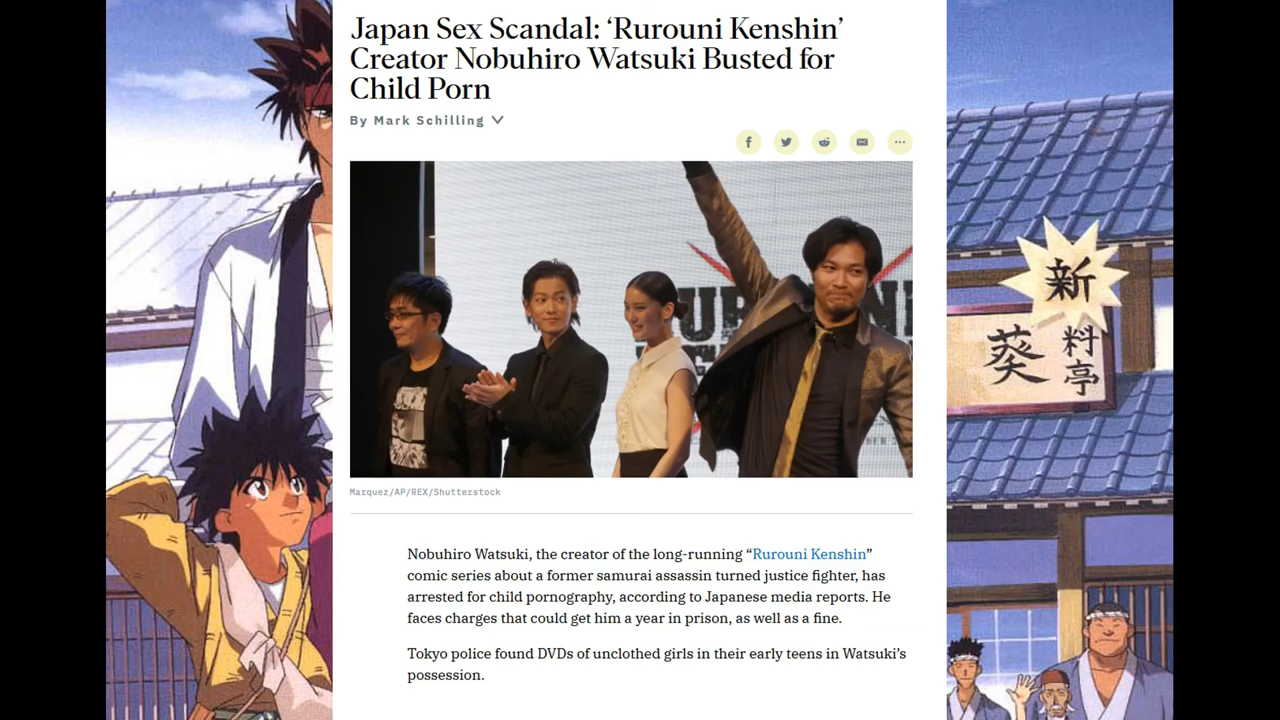 Japan Sex Scandal: ‘Rurouni Kenshin’
Creator Nobuhiro Watsuki Busted for
Child Porn
By Mark Schilling
Marquez/AP/REX/Shutterstock
Nobuhiro Watsuki, the creator of the long-running “Rurouni Kenshin”
comic series about a former samurai assassin turned justice fighter, has
arrested for child pornography, according to Japanese media reports. He
faces charges that could get him a year in prison, as well as a fine.
Tokyo police found DVDs of unclothed girls in their early teens in Watsuki’s
possession.
新
料亭
葵